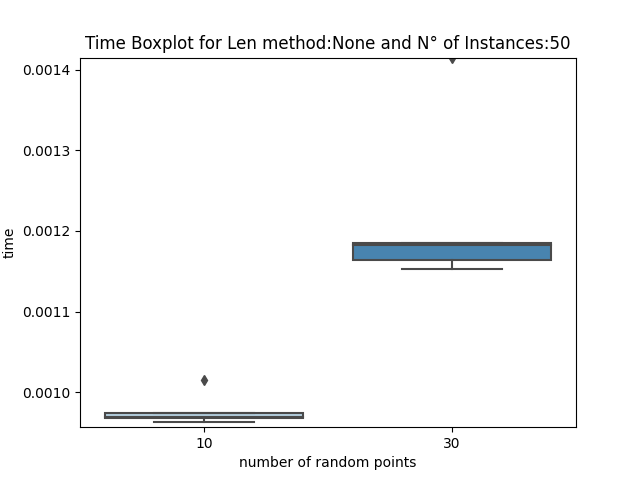 Time Boxplot for Len method:None and N° of Instances:50
0.0014
0.0013
0.0012
0.0011
0.0010
time
10 30
number of random points